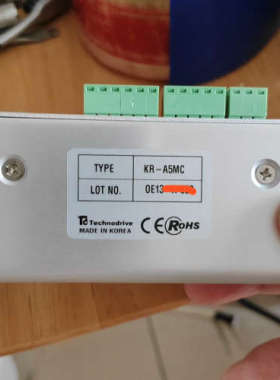 TYPE KR-A5MC
LOT NO. 0E13
Technodrive
MADE IN KOREA
CE RoHS